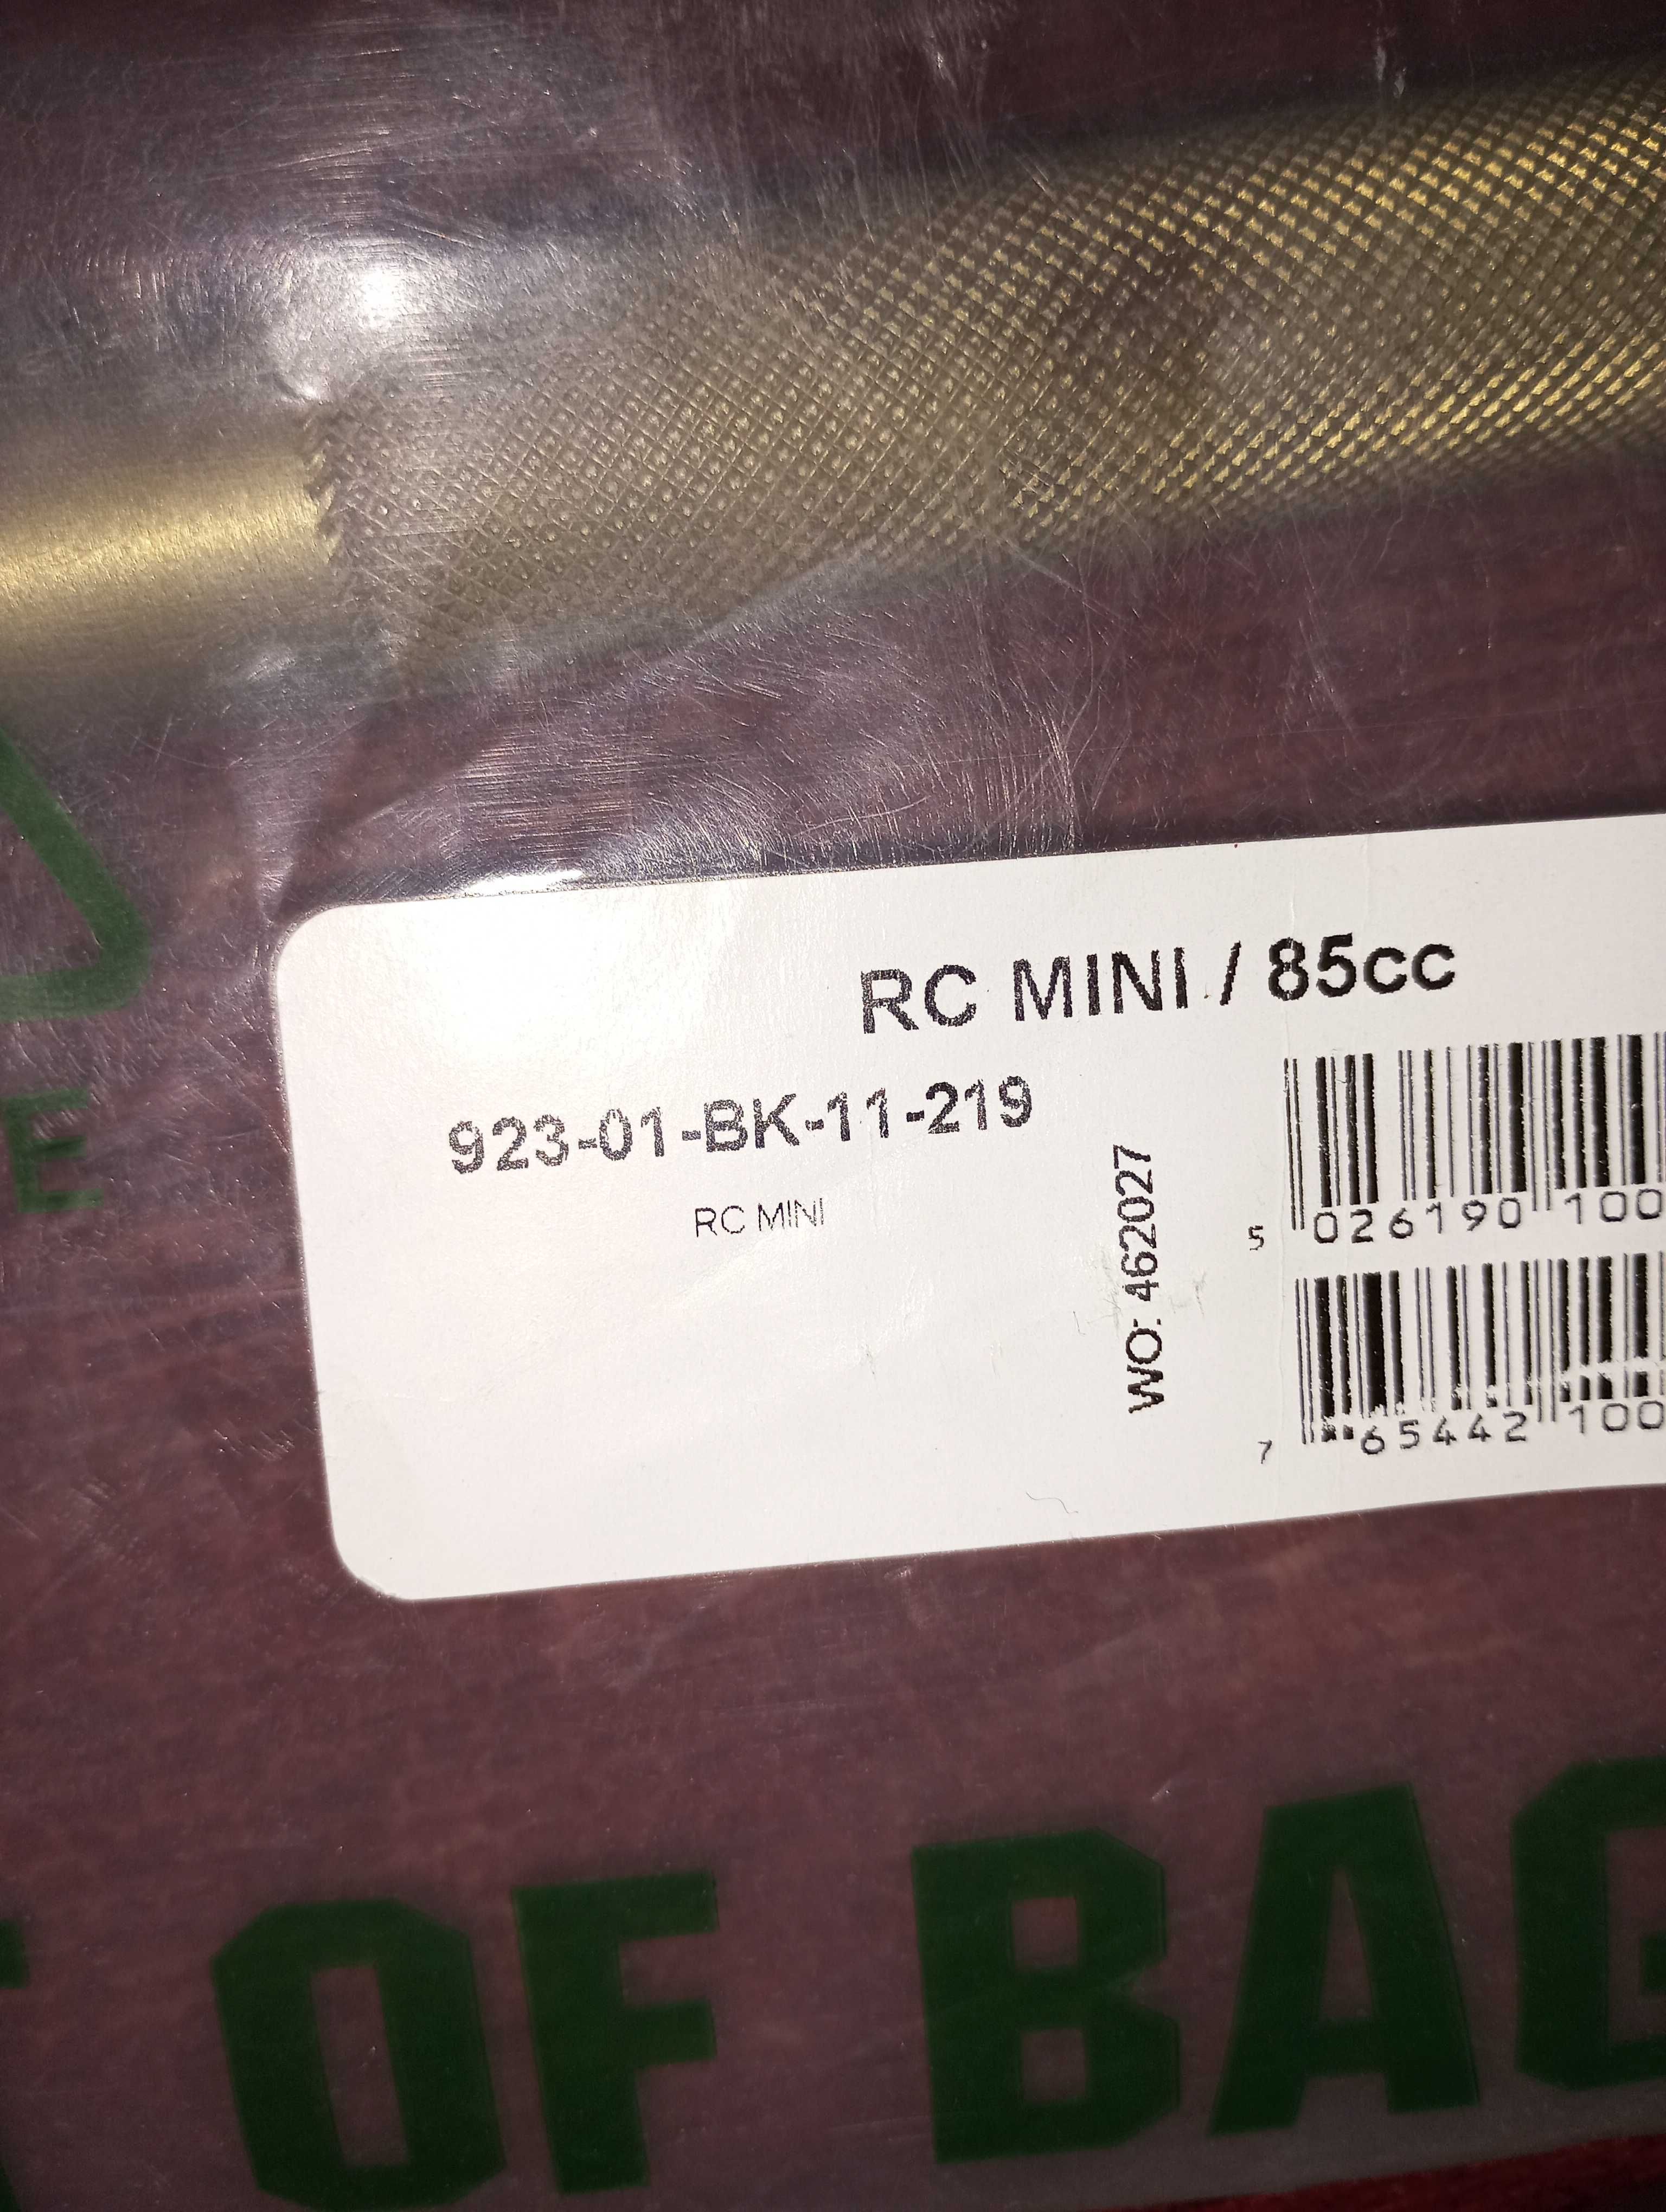 E
RC MINI / 85cc
923-01-BK-11-219
RC MINI
WO: 462027
5 026190 100
7 65442 100
OF BAG